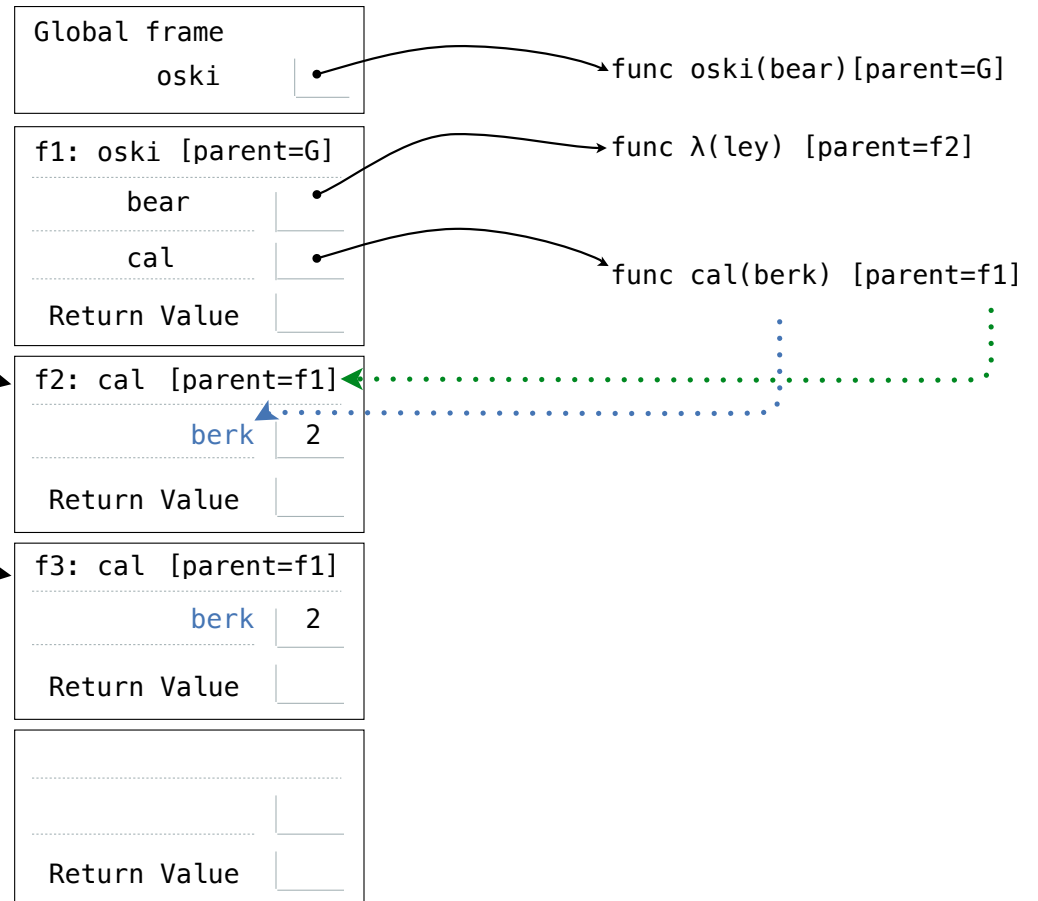 Global frame
oski
func oski(bear)[parent=G]
f1: oski [parent=G]
func λ(ley) [parent=f2]
bear
cal
func cal(berk) [parent=f1]
Return Value
f2: cal [parent=f1]
berk 2
Return Value
f3: cal [parent=f1]
berk 2
Return Value
Return Value